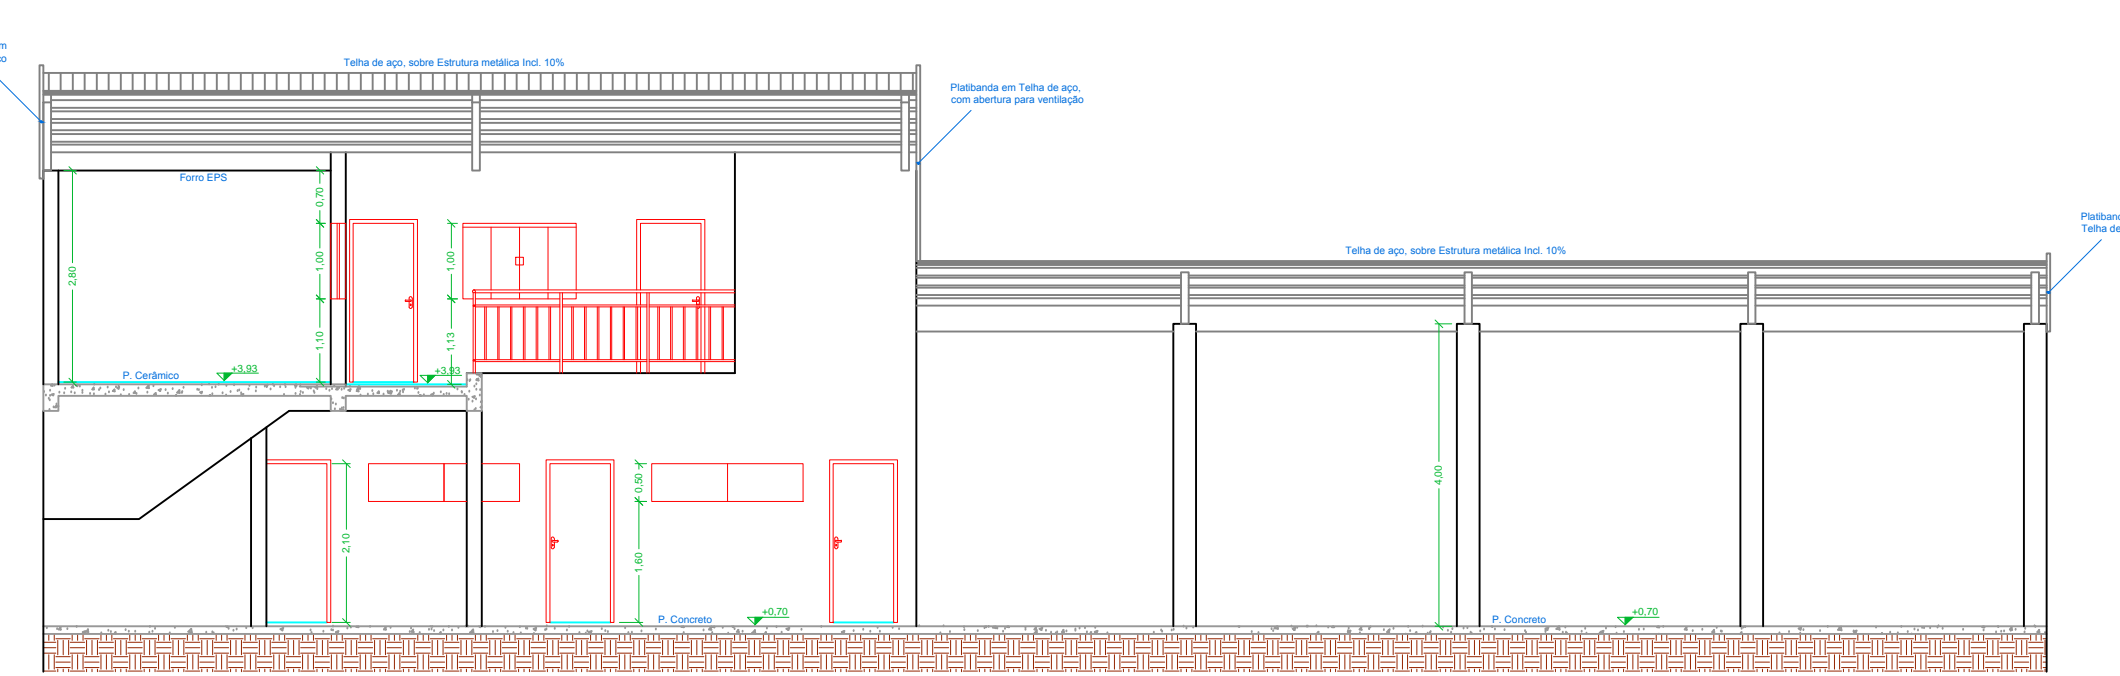 Telha de aço, sobre Estrutura metálica Incl. 10%
Platibanda em Telha de aço,
com abertura para ventilação
Forro EPS
0,70
2,80
1,00
1,00
1,10
1,13
P. Cerâmico
+3,93
+3,93
Telha de aço, sobre Estrutura metálica Incl. 10%
Telha de
4,00
0,50
2,10
1,60
P. Concreto
+0,70
P. Concreto
+0,70